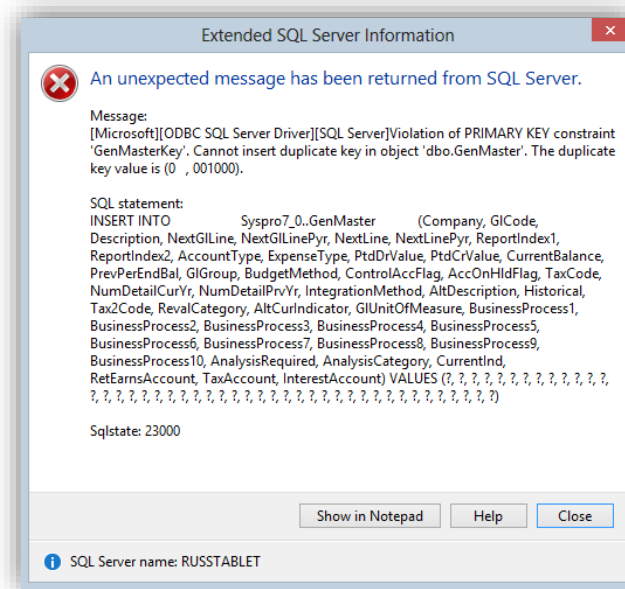 Extended SQL Server Information
An unexpected message has been returned from SQL Server.
Message:
[Microsoft][ODBC SQL Server Driver][SQL Server]Violation of PRIMARY KEY constraint
'GenMasterKey'. Cannot insert duplicate key in object 'dbo.GenMaster'. The duplicate
key value is (0   , 001000).
SQL statement:
INSERT INTO Syspro7_0..GenMaster (Company, GlCode,
Description, NextGlLine, NextGlLinePyr, NextLine, NextLinePyr, ReportIndex1,
ReportIndex2, AccountType, ExpenseType, PtdDrValue, PtdCrValue, CurrentBalance,
PrevPerEndBal, GlGroup, BudgetMethod, ControlAccFlag, AccOnHldFlag, TaxCode,
NumDetailCurYr, NumDetailPrvYr, IntegrationMethod, AltDescription, Historical,
Tax2Code, RevalCategory, AltCurIndicator, GlUnitOfMeasure, BusinessProcess1,
BusinessProcess2, BusinessProcess3, BusinessProcess4, BusinessProcess5,
BusinessProcess6, BusinessProcess7, BusinessProcess8, BusinessProcess9,
BusinessProcess10, AnalysisRequired, AnalysisCategory, CurrentInd,
RetEarnsAccount, TaxAccount, InterestAccount) VALUES (?, ?, ?, ?, ?, ?, ?, ?, ?, ?, ?, ?, ?,
?, ?, ?, ?, ?, ?, ?, ?, ?, ?, ?, ?, ?, ?, ?, ?, ?, ?, ?, ?, ?, ?, ?, ?, ?, ?, ?, ?, ?, ?, ?, ?)
Sqlstate: 23000
Show in Notepad Help Close
SQL Server name: RUSSTABLET